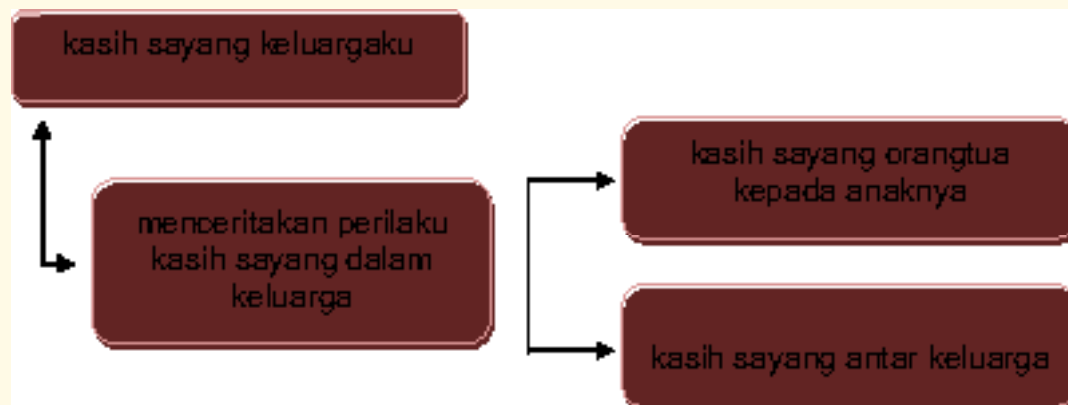 kasih sayang keluargaku
menceritakan perilaku
kasih sayang dalam
keluarga
kasih sayang orangtua
kepada anaknya
kasih sayang antar keluarga